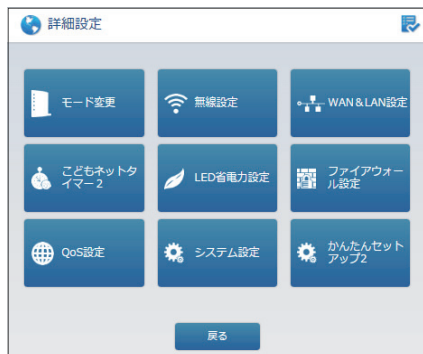 詳細設定
モード変更
無線設定
WAN&LAN設定
こどもネットタ
イマー2
LED省電力設定
ファイアウォー
ル設定
QoS設定
システム設定
かんたんセット
アップ2
戻る